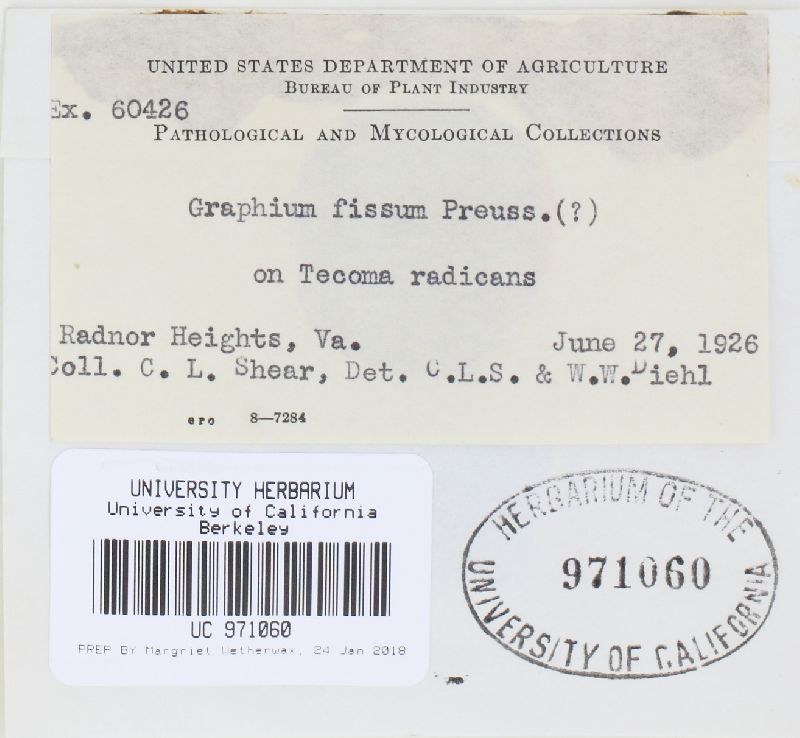 UNITED STATES DEPARTMENT OF AGRICULTURE
BUREAU OF PLANT INDUSTRY
Ex. 60426
PATHOLOGICAL AND MYCOLOGICAL COLLECTIONS
Graphium fissum Preuss.(?)
on Tecoma radicans
Radnor Heights, Va. June 27, 1926
Coll. C. L. Shear, Det. C.L.S. & W.W.Diehl
ero 8—7284
UNIVERSITY HERBARIUM
University of California
Berkeley
UC 971060
PREP BY Margriet Wetherwax, 24 Jan 2018
HERBARIUM OF THE
971060
UNIVERSITY OF CALIFORNIA